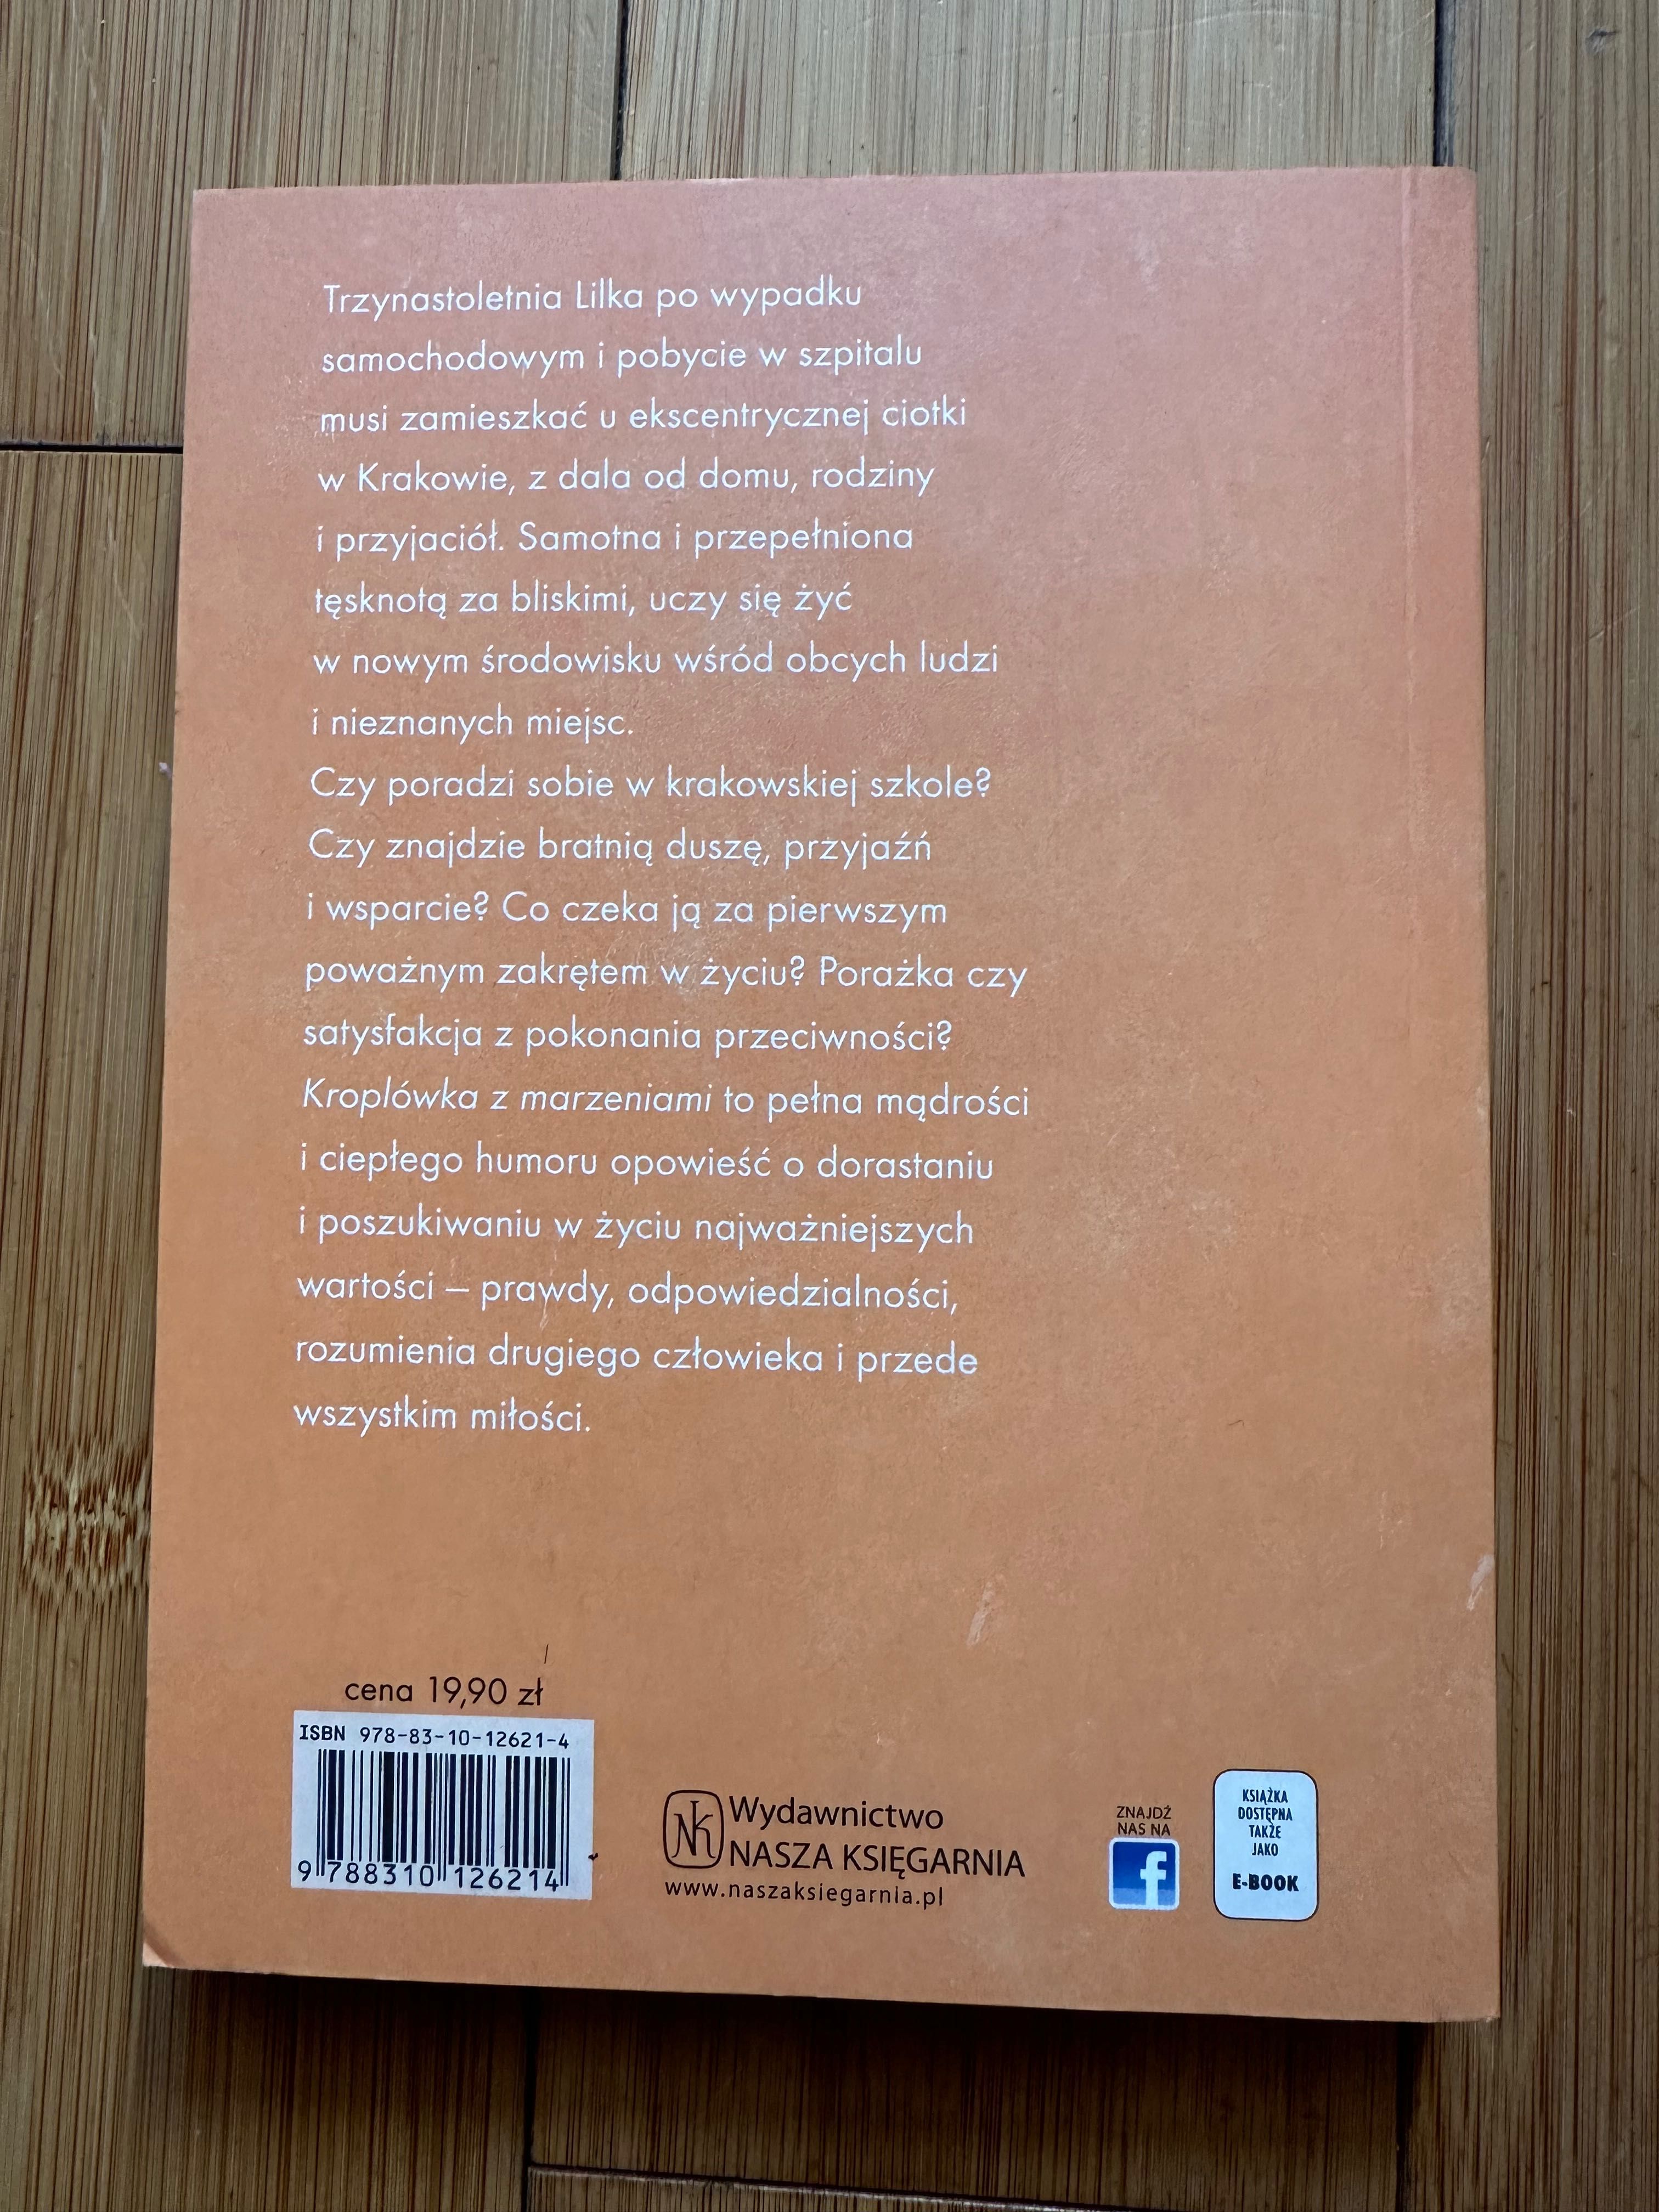 Trzynastoletnia Lilka po wypadku
samochodowym i pobycie w szpitalu
musi zamieszkać u ekscentrycznej ciotki
w Krakowie, z dala od domu, rodziny
i przyjaciół. Samotna i przepełniona
tęsknotą za bliskimi, uczy się żyć
w nowym środowisku wśród obcych ludzi
i nieznanych miejsc.
Czy poradzi sobie w krakowskiej szkole?
Czy znajdzie bratnią duszę, przyjaźń
i wsparcie? Co czeka ją za pierwszym
poważnym zakrętem w życiu? Porażka czy
satysfakcja z pokonania przeciwności?
Kroplówka z marzeniami to pełna mądrości
i ciepłego humoru opowieść o dorastaniu
i poszukiwaniu w życiu najważniejszych
wartości – prawdy, odpowiedzialności,
rozumienia drugiego człowieka i przede
wszystkim miłości.
cena 19,90 zł
ISBN 978-83-10-12621-4
9 788310 126214
NK
Wydawnictwo
NASZA KSIĘGARNIA
www.naszaksiegarnia.pl
ZNAJDŹ
NAS NA
f
KSIĄŻKA
DOSTĘPNA
TAKŻE
JAKO
E-BOOK